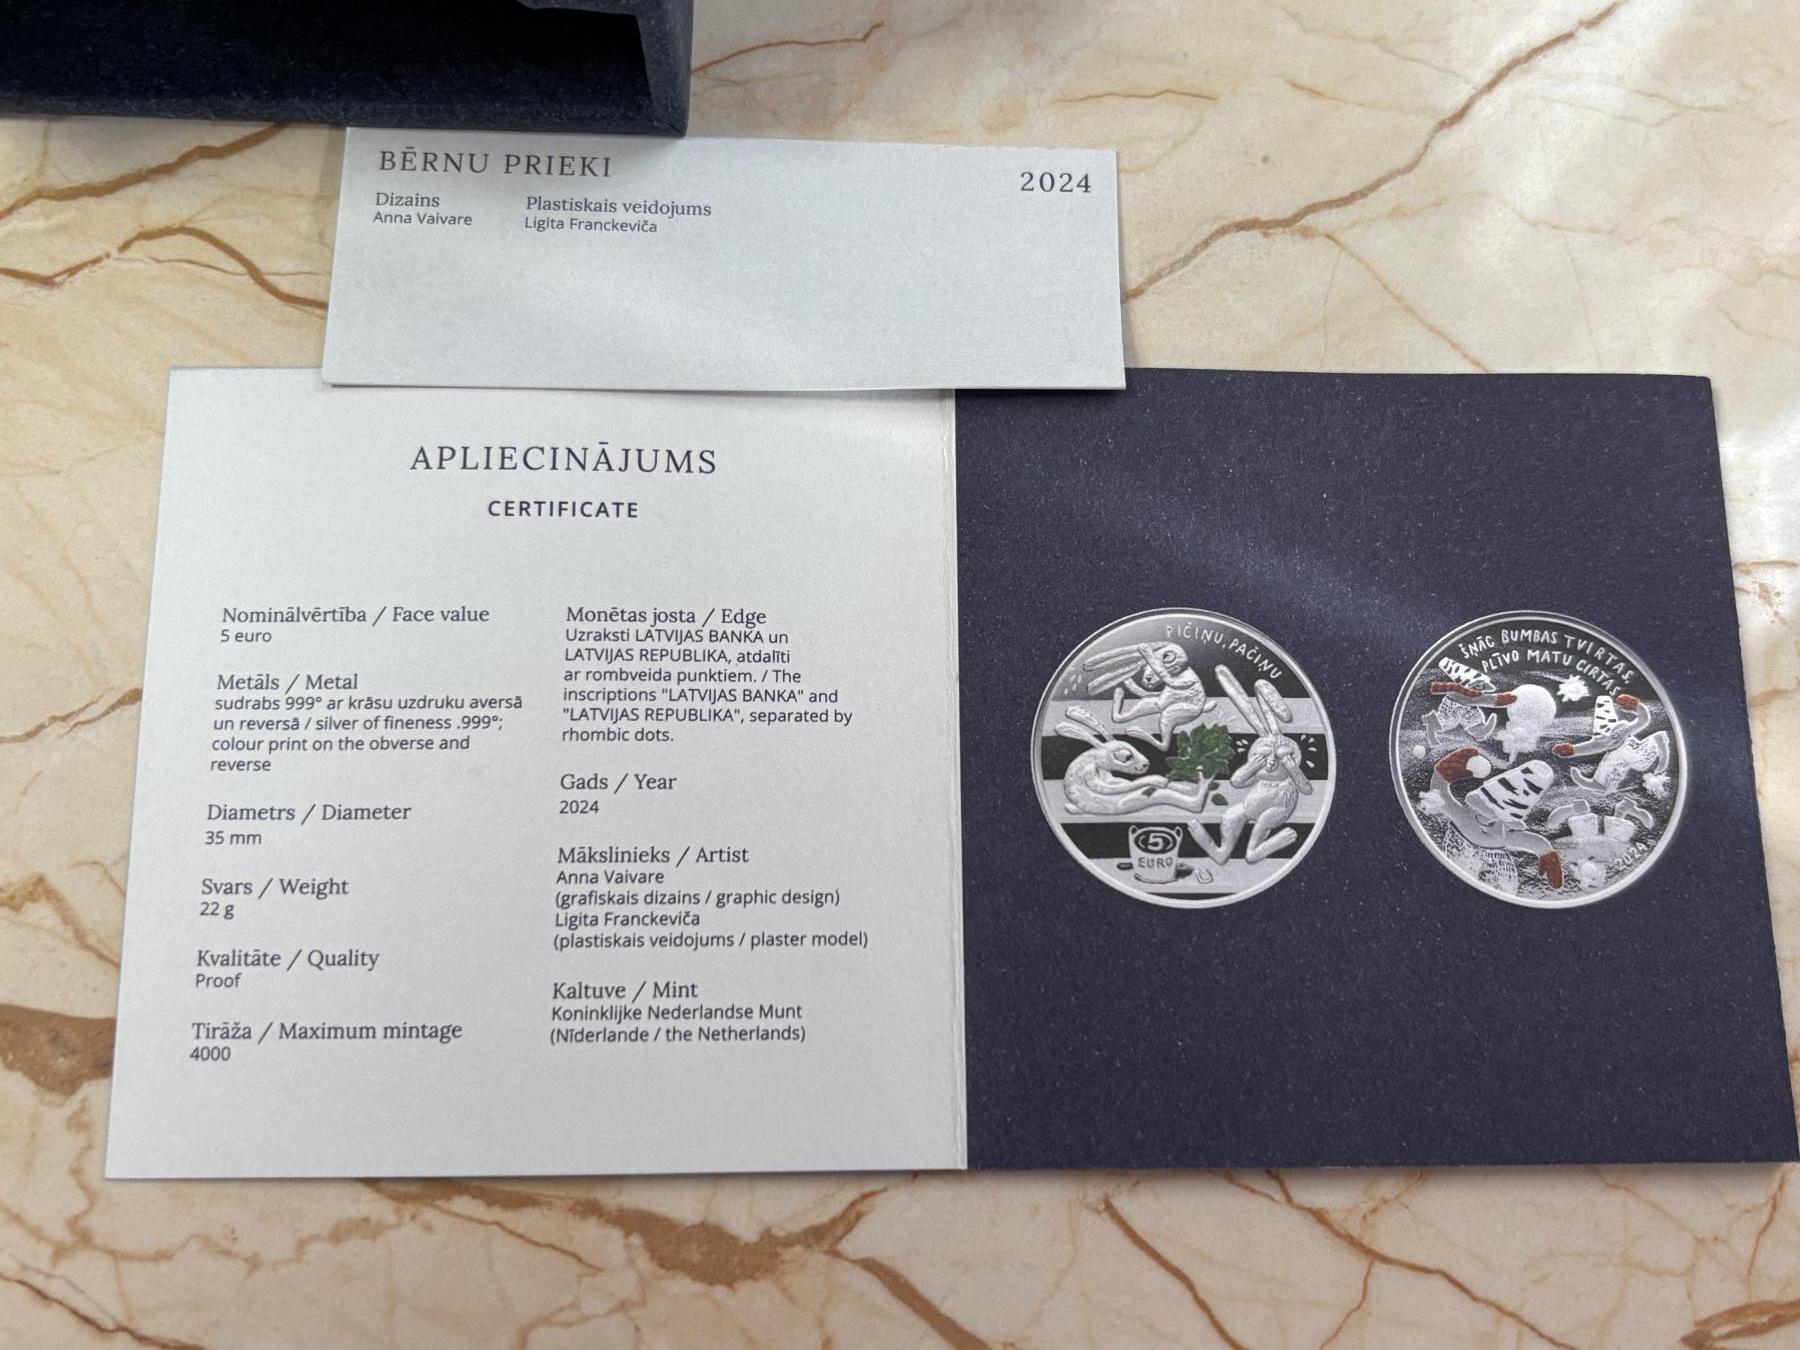 BĒRNU PRIEKI
2024
Dizains
Anna Vaivare
Plastiskais veidojums
Ligita Franckeviča
APLIECINĀJUMS
CERTIFICATE
Nominālvērtība / Face value
5 euro
Metāls / Metal
sudrabs 999° ar krāsu uzdruku aversā
un reversā / silver of fineness .999°;
colour print on the obverse and
reverse
Diametrs / Diameter
35 mm
Svars / Weight
22 g
Kvalitāte / Quality
Proof
Tirāža / Maximum mintage
4000
Monētas josta / Edge
Uzraksti LATVIJAS BANKA un
LATVIJAS REPUBLIKA, atdalīti
ar rombveida punktiem. / The
inscriptions "LATVIJAS BANKA" and
"LATVIJAS REPUBLIKA", separated by
rhombic dots.
Gads / Year
2024
Mākslinieks / Artist
Anna Vaivare
(grafiskais dizains / graphic design)
Ligita Franckeviča
(plastiskais veidojums / plaster model)
Kaltuve / Mint
Koninklijke Nederlandse Munt
(Nīderlande / the Netherlands)
PIČIŅU, PAČIŅU
5
EURO
ŠŅĀC BUMBAS TVIRTAS,
PLĪVO MATU CIRTAS
2024